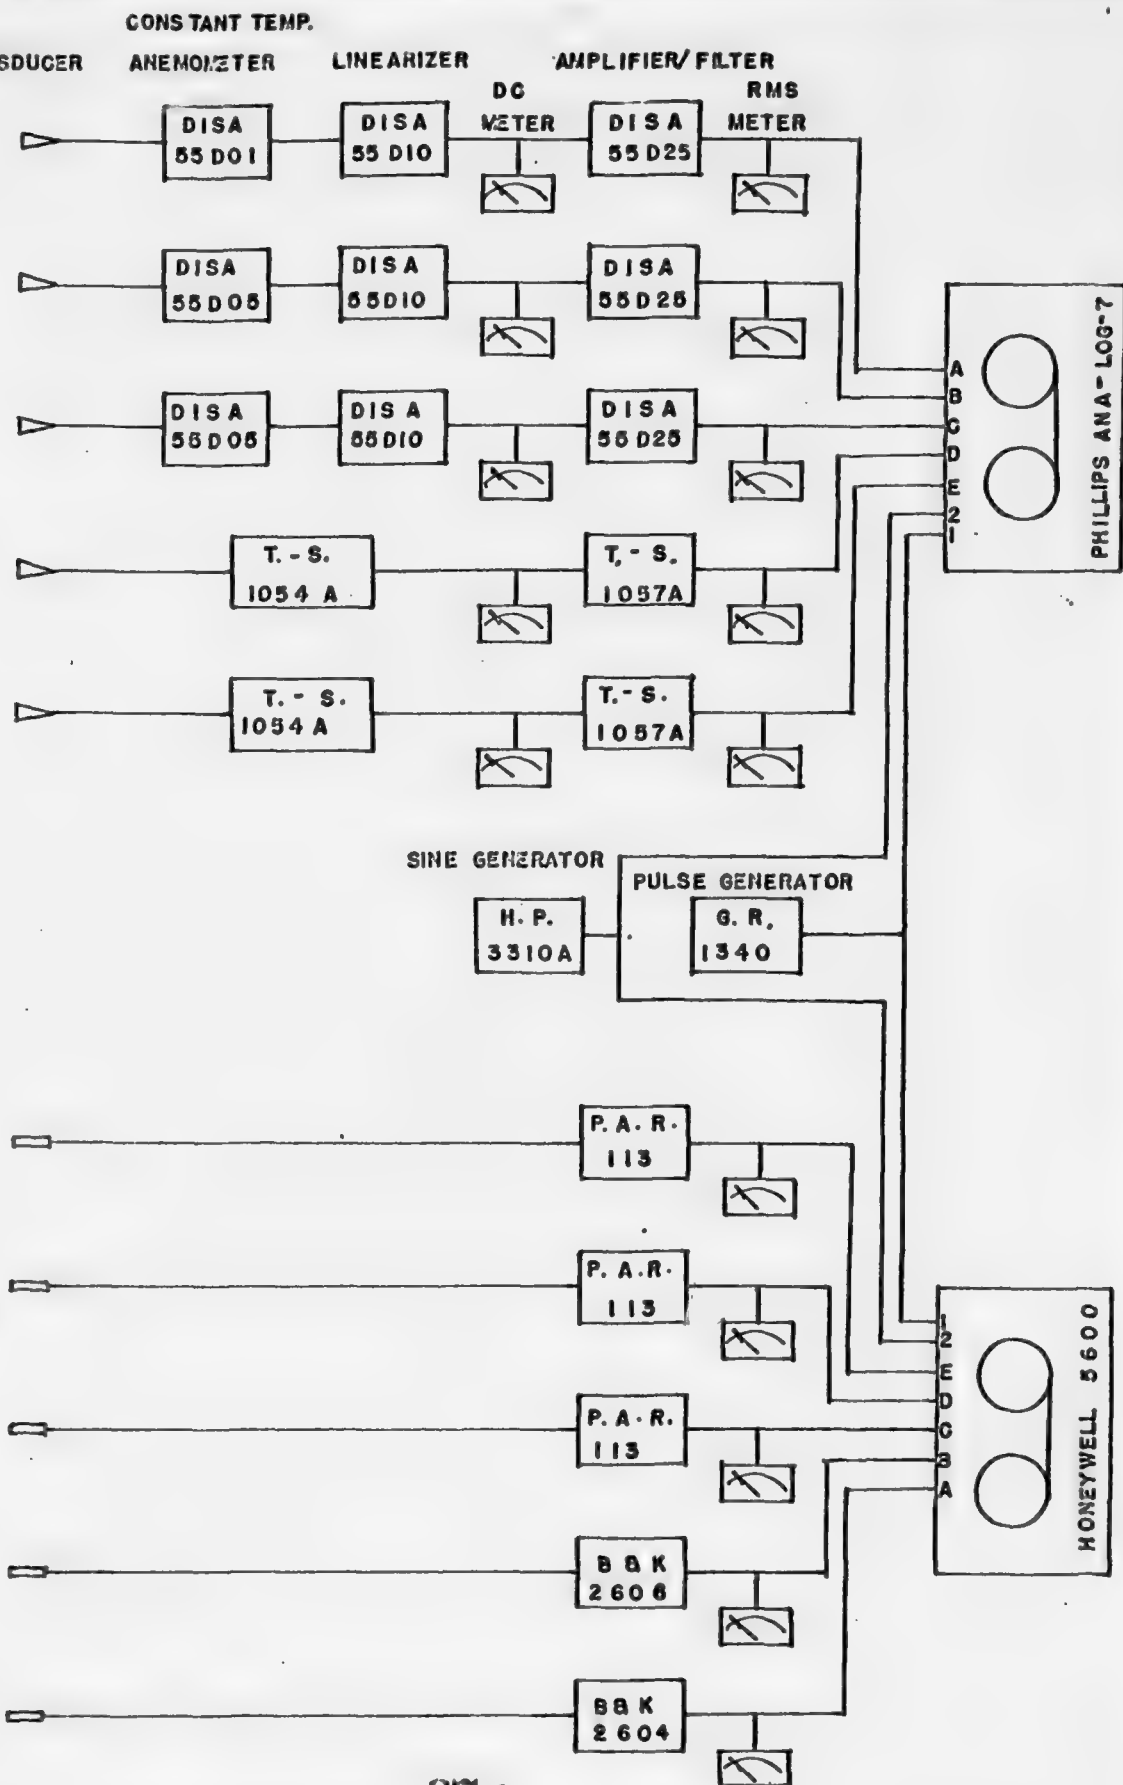 CONSTANT TEMP.
SDUCER ANEMOMETER LINEARIZER AMPLIFIER/FILTER
DC METER
RMS METER
DISA 55D01
DISA 55D10
DISA 55D25
DISA 55D05
DISA 55D10
DISA 55D25
DISA 55D05
DISA 55D10
DISA 55D25
T.-S. 1054A
T.-S. 1057A
T.-S. 1054A
T.-S. 1057A
A
B
C
D
E
2
1
PHILLIPS ANA-LOG-7
SINE GENERATOR
H.P. 3310A
PULSE GENERATOR
G.R. 1340
P.A.R. 113
P.A.R. 113
P.A.R. 113
B&K 2606
B&K 2604
1
2
E
D
C
B
A
HONEYWELL 5600